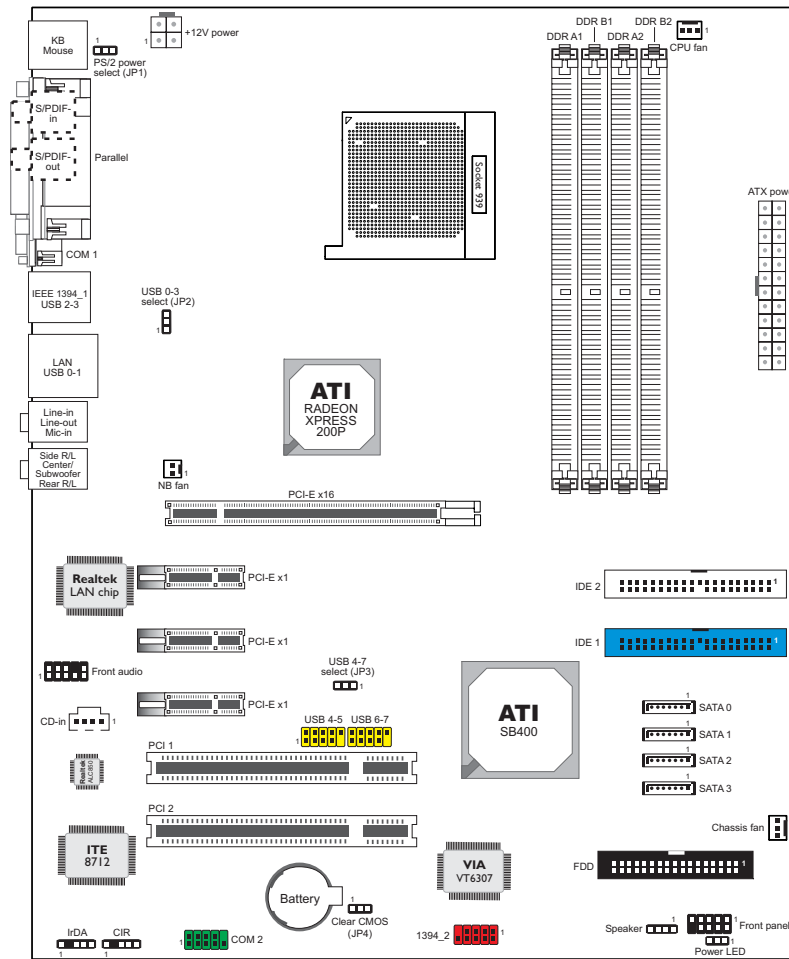 KB
Mouse
1
PS/2 power
select (JP1)
1
+12V power
DDR A1
DDR B1
DDR A2
DDR B2
1
CPU fan
S/PDIF-
in
S/PDIF-
out
Parallel
COM 1
Socket 939
ATX pow
IEEE 1394_1
USB 2-3
USB 0-3
select (JP2)
1
LAN
USB 0-1
ATI
RADEON
XPRESS
200P
Line-in
Line-out
Mic-in
Side R/L
Center/
Subwoofer
Rear R/L
1
NB fan
PCI-E x16
Realtek
LAN chip
PCI-E x1
IDE 2
1
PCI-E x1
IDE 1
1
1
Front audio
USB 4-7
select (JP3)
1
CD-in
1
PCI-E x1
USB 4-5
USB 6-7
1
ATI
SB400
1
SATA 0
1
SATA 1
1
SATA 2
1
SATA 3
PCI 1
Realtek
ALC850
PCI 2
Chassis fan
1
ITE
8712
VIA
VT6307
FDD
1
Battery
1
Clear CMOS
(JP4)
IrDA
1
CIR
1
1
COM 2
1394_2
1
Speaker
1
1
Front panel
1
Power LED